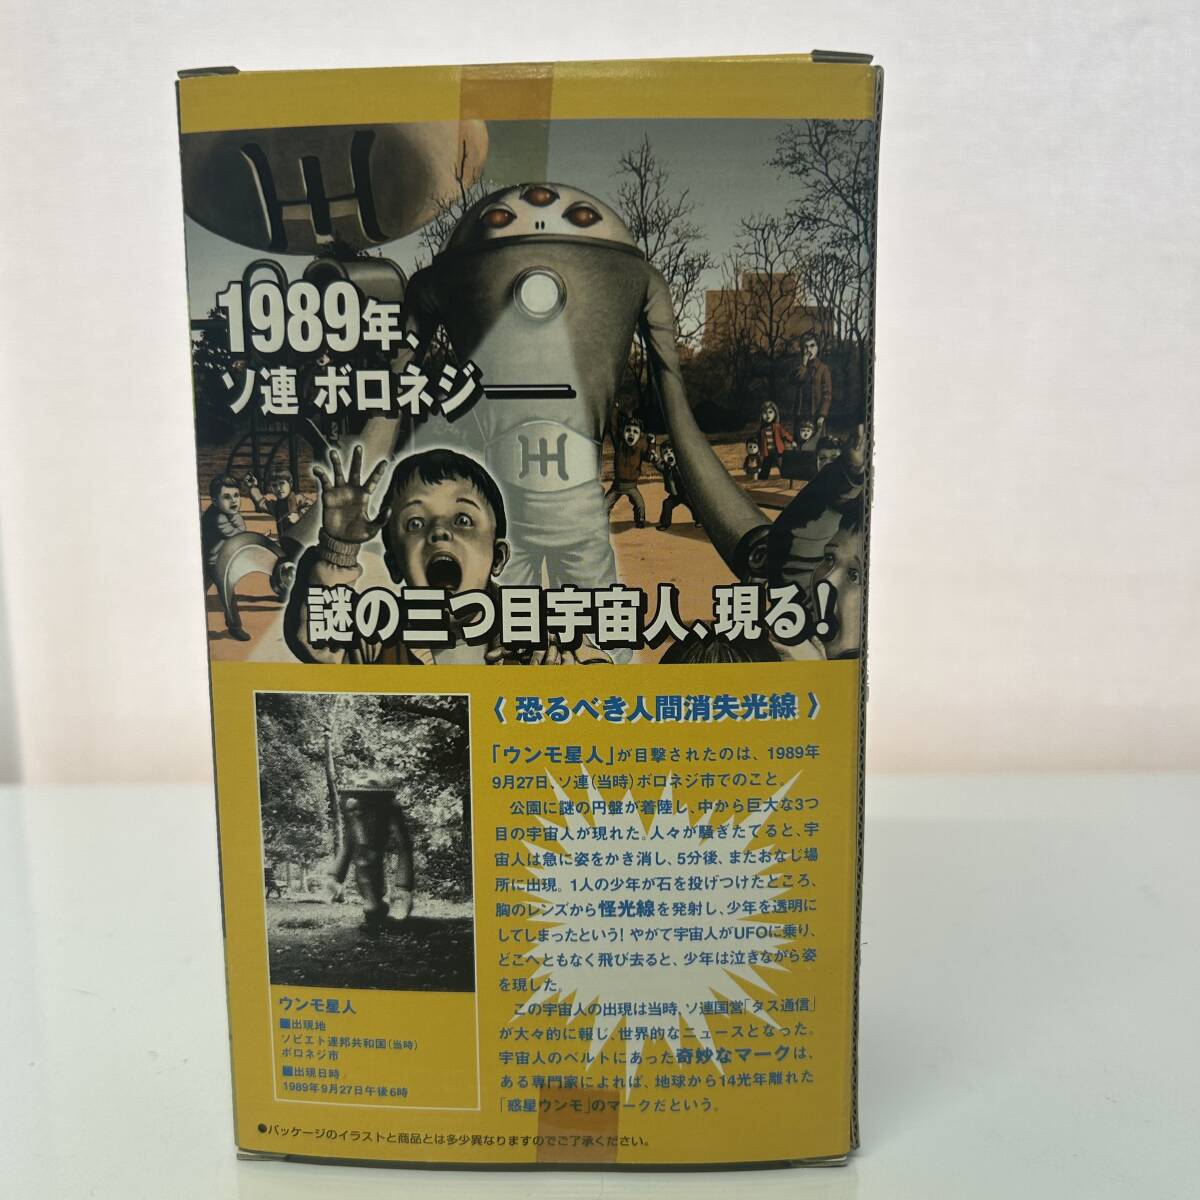 1989年、
ソ連 ボロネジ──
謎の三つ目宇宙人、現る！
〈 恐るべき人間消失光線 〉
「ウンモ星人」が目撃されたのは、1989年
9月27日、ソ連(当時)ボロネジ市でのこと。
公園に謎の円盤が着陸し、中から巨大な3つ
目の宇宙人が現れた。人々が騒ぎたてると、宇
宙人は急に姿をかき消し、5分後、またおなじ場
所に出現。1人の少年が石を投げつけたところ、
胸のレンズから怪光線を発射し、少年を透明に
してしまったという! やがて宇宙人がUFOに乗り、
どこへともなく飛び去ると、少年は泣きながら姿
を現した。
この宇宙人の出現は当時、ソ連国営「タス通信」
が大々的に報じ、世界的なニュースとなった。
宇宙人のベルトにあった奇妙なマークは、
ある専門家によれば、地球から14光年離れた
「惑星ウンモ」のマークだという。
ウンモ星人
■出現地
ソビエト連邦共和国(当時)
ボロネジ市
■出現日時
1989年9月27日午後6時
●パッケージのイラストと商品とは多少異なりますのでご了承ください。